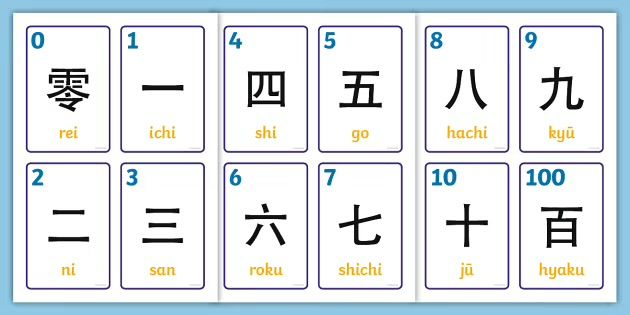 0
零
rei
1
一
ichi
2
二
ni
3
三
san
4
四
shi
5
五
go
6
六
roku
7
七
shichi
8
八
hachi
9
九
kyū
10
十
jū
100
百
hyaku